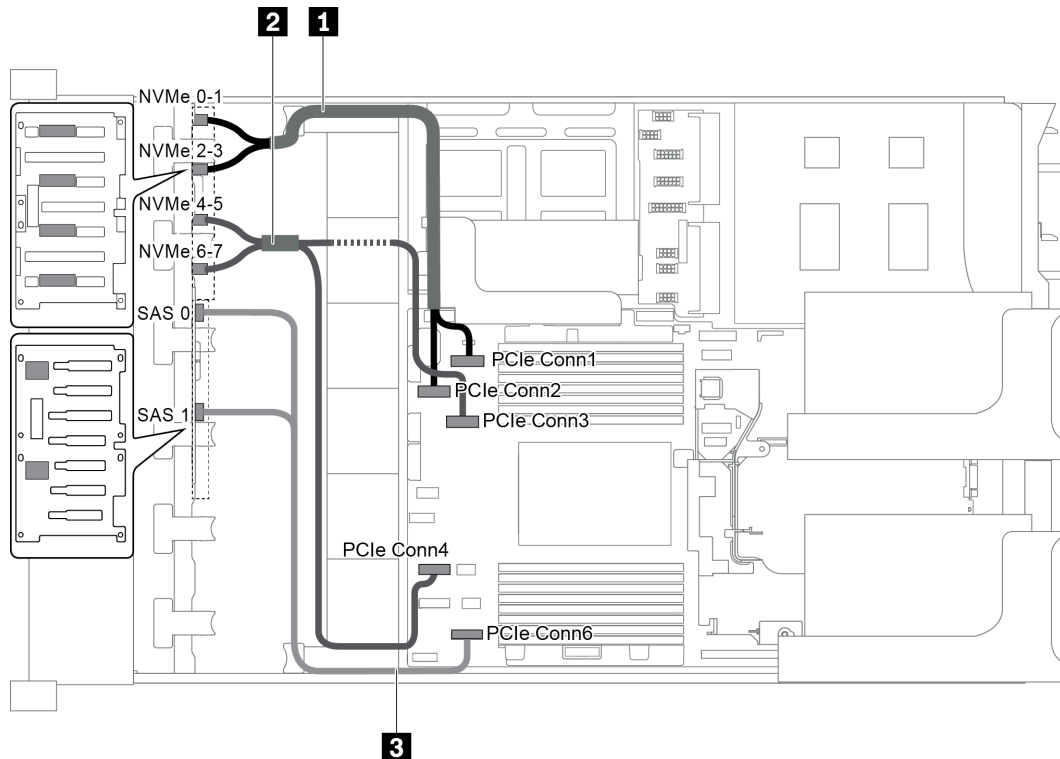 2 1
NVMe 0-1
NVMe 2-3
NVMe 4-5
NVMe 6-7
SAS 0
PCIe Conn1
PCIe Conn2
SAS 1
PCIe Conn3
PCIe Conn4
PCIe Conn6
3